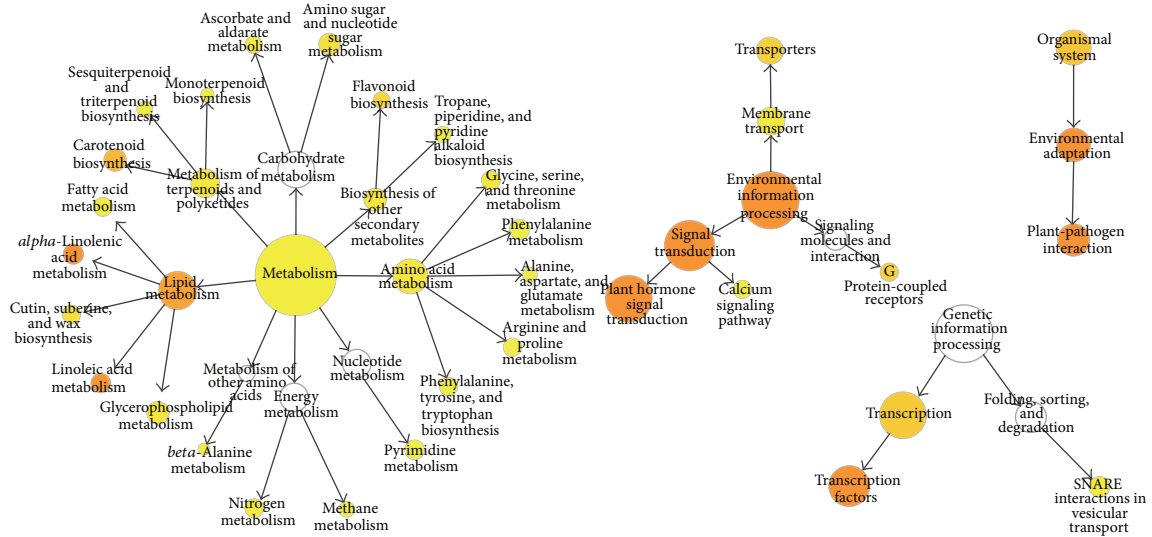 Ascorbate and
aldarate
metabolism
Amino sugar
and nucleotide
sugar
metabolism
Sesquiterpenoid
and
triterpenoid
biosynthesis
Monoterpenoid
biosynthesis
Flavonoid
biosynthesis
Tropane,
piperidine, and
pyridine
alkaloid
biosynthesis
Carotenoid
biosynthesis
Metabolism of
terpenoids and
polyketides
Carbohydrate
metabolism
Biosynthesis of
other
secondary
metabolites
Glycine, serine,
and threonine
metabolism
Fatty acid
metabolism
Phenylalanine
metabolism
alpha-Linolenic
acid
metabolism
Lipid
metabolism
Metabolism
Amino acid
metabolism
Alanine,
aspartate, and
glutamate
metabolism
Cutin, suberine,
and wax
biosynthesis
Arginine and
proline
metabolism
Linoleic acid
metabolism
Glycerophospholipid
metabolism
Metabolism of
other amino
acids
Energy
metabolism
Nucleotide
metabolism
Phenylalanine,
tyrosine, and
tryptophan
biosynthesis
beta-Alanine
metabolism
Pyrimidine
metabolism
Nitrogen
metabolism
Methane
metabolism
Transporters
Membrane
transport
Environmental
information
processing
Signal
transduction
Signaling
molecules and
interaction
Plant hormone
signal
transduction
Calcium
signaling
pathway
G
Protein-coupled
receptors
Organismal
system
Environmental
adaptation
Plant-pathogen
interaction
Genetic
information
processing
Transcription
Folding, sorting,
and
degradation
Transcription
factors
SNARE
interactions in
vesicular
transport